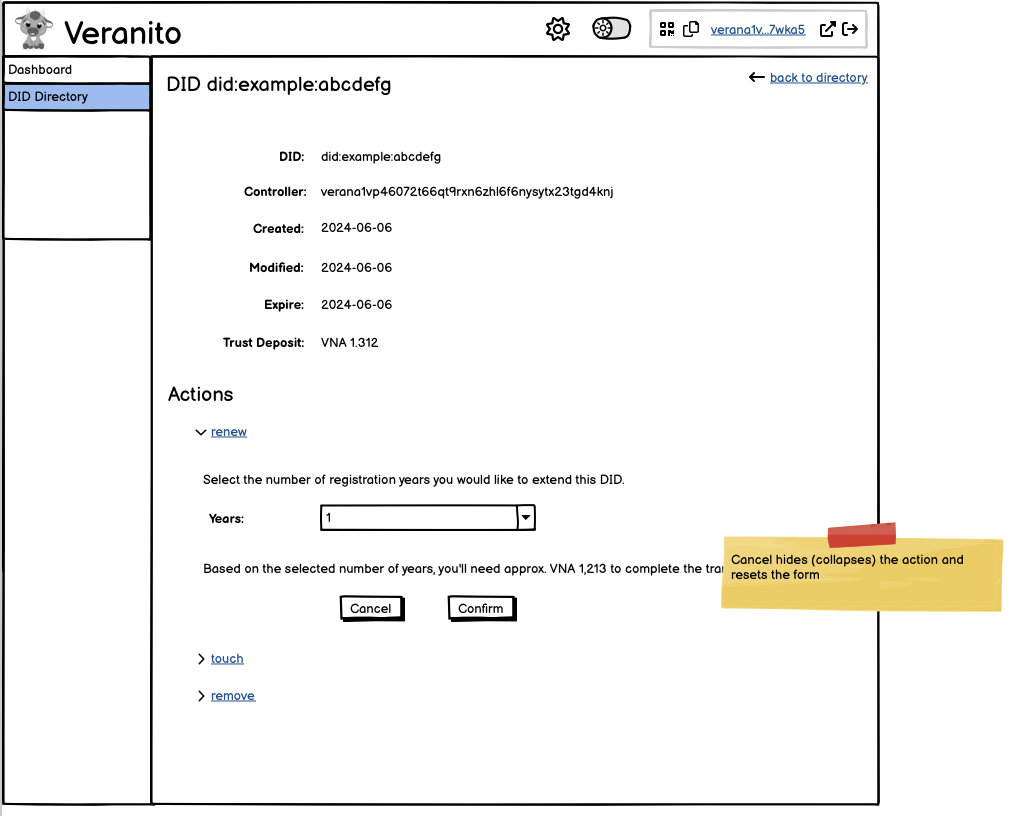 Veranito
verana1v...7wka5
Dashboard
DID Directory
DID did:example:abcdefg
back to directory
DID: did:example:abcdefg
Controller: verana1vp46072t66qt9rxn6zhl6f6nysytx23tgd4knj
Created: 2024-06-06
Modified: 2024-06-06
Expire: 2024-06-06
Trust Deposit: VNA 1.312
Actions
renew
Select the number of registration years you would like to extend this DID.
Years: 1
Based on the selected number of years, you'll need approx. VNA 1,213 to complete the
Cancel hides (collapses) the action and
resets the form
Cancel Confirm
touch
remove